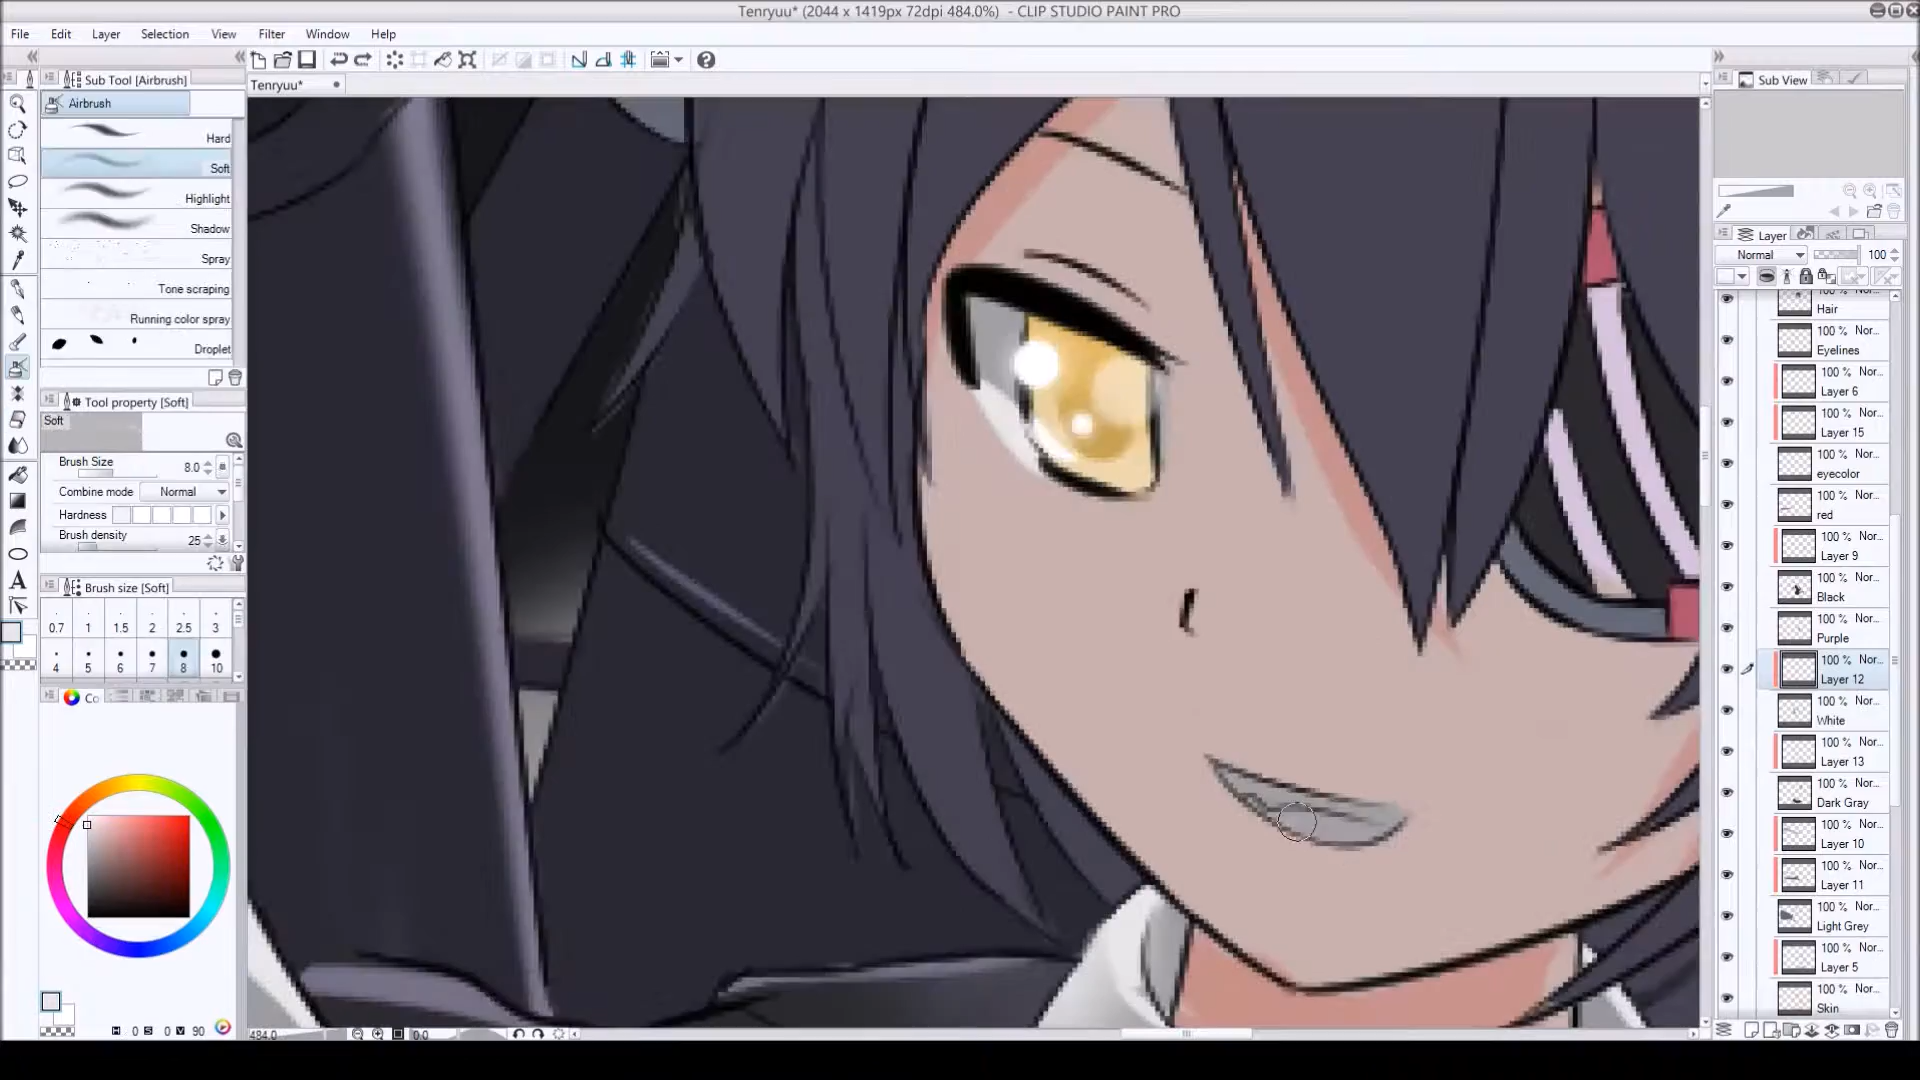 Tenryuu* (2044 x 1419px 72dpi 484.0%) - CLIP STUDIO PAINT PRO
File Edit Layer Selection View Filter Window Help
Sub Tool [Airbrush]
Airbrush
Hard
Soft
Highlight
Shadow
Spray
Tone scraping
Running color spray
Droplet
Tool property [Soft]
Soft
Brush Size 8.0
Combine mode Normal
Hardness
Brush density 25
Brush size [Soft]
0.7 1 1.5 2 2.5 3
4 5 6 7 8 10
Co
H 0 S 0 V 90
Tenryuu*
484.0 0.0
Sub View
Layer
Normal 100
100 % Nor...
Hair
100 % Nor...
Eyelines
100 % Nor...
Layer 6
100 % Nor...
Layer 15
100 % Nor...
eyecolor
100 % Nor...
red
100 % Nor...
Layer 9
100 % Nor...
Black
100 % Nor...
Purple
100 % Nor...
Layer 12
100 % Nor...
White
100 % Nor...
Layer 13
100 % Nor...
Dark Gray
100 % Nor...
Layer 10
100 % Nor...
Layer 11
100 % Nor...
Light Grey
100 % Nor...
Layer 5
100 % Nor...
Skin